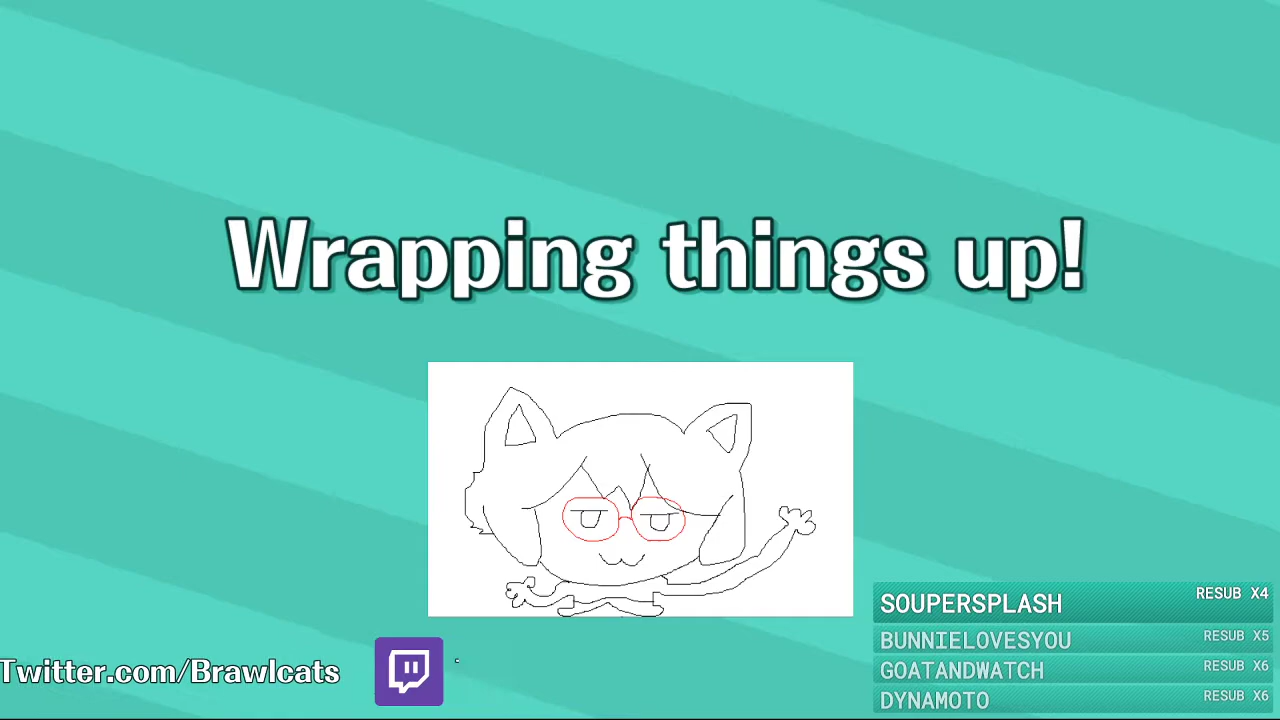 Wrapping things up!
SOUPERSPLASH RESUB X4
BUNNIELOVESYOU RESUB X5
GOATANDWATCH RESUB X6
DYNAMOTO RESUB X6
Twitter.com/Brawlcats